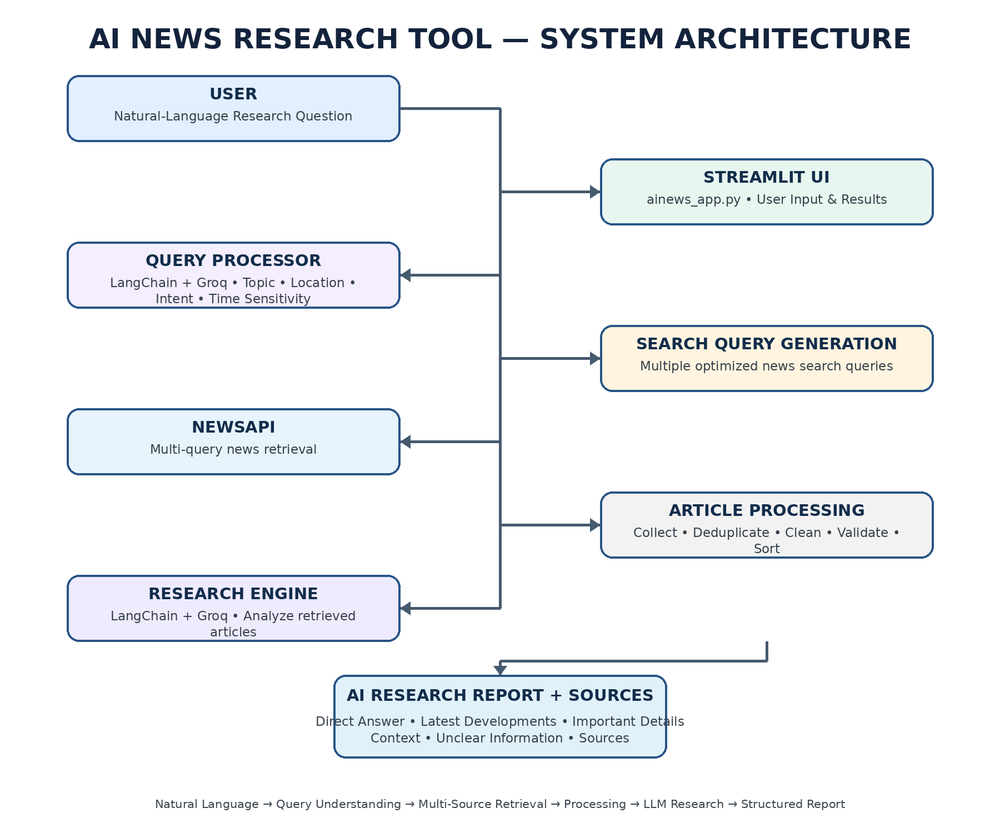 AI NEWS RESEARCH TOOL — SYSTEM ARCHITECTURE
USER
Natural-Language Research Question
STREAMLIT UI
ainews_app.py • User Input & Results
QUERY PROCESSOR
LangChain + Groq • Topic • Location •
Intent • Time Sensitivity
SEARCH QUERY GENERATION
Multiple optimized news search queries
NEWSAPI
Multi-query news retrieval
ARTICLE PROCESSING
Collect • Deduplicate • Clean • Validate •
Sort
RESEARCH ENGINE
LangChain + Groq • Analyze retrieved
articles
AI RESEARCH REPORT + SOURCES
Direct Answer • Latest Developments • Important Details
Context • Unclear Information • Sources
Natural Language → Query Understanding → Multi-Source Retrieval → Processing → LLM Research → Structured Report